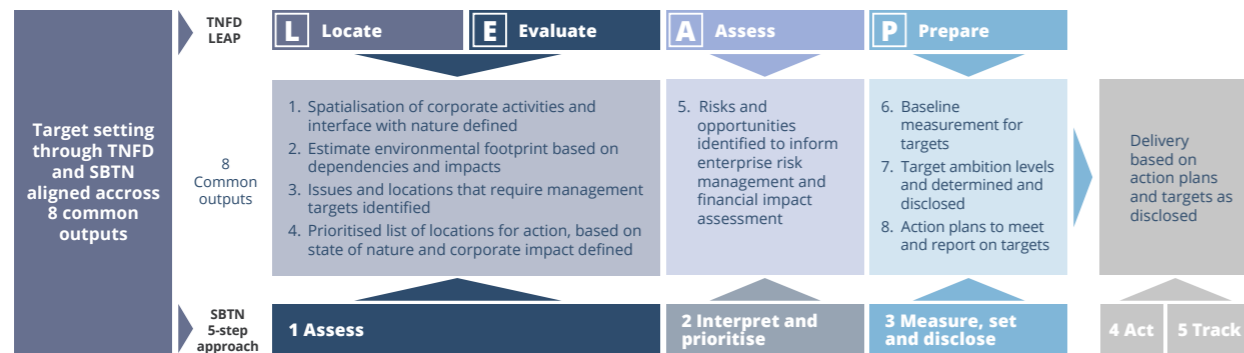 Target setting
through TNFD
and SBTN
aligned accross
8 common
outputs
TNFD
LEAP
L Locate
E Evaluate
A Assess
P Prepare
8
Common
outputs
1. Spatialisation of corporate activities and
interface with nature defined
2. Estimate environmental footprint based on
dependencies and impacts
3. Issues and locations that require management
targets identified
4. Prioritised list of locations for action, based on
state of nature and corporate impact defined
5. Risks and
opportunities
identified to inform
enterprise risk
management and
financial impact
assessment
6. Baseline
measurement for
targets
7. Target ambition levels
and determined and
disclosed
8. Action plans to meet
and report on targets
Delivery
based on
action plans
and targets as
disclosed
SBTN
5-step
approach
1 Assess
2 Interpret and
prioritise
3 Measure, set
and disclose
4 Act
5 Track